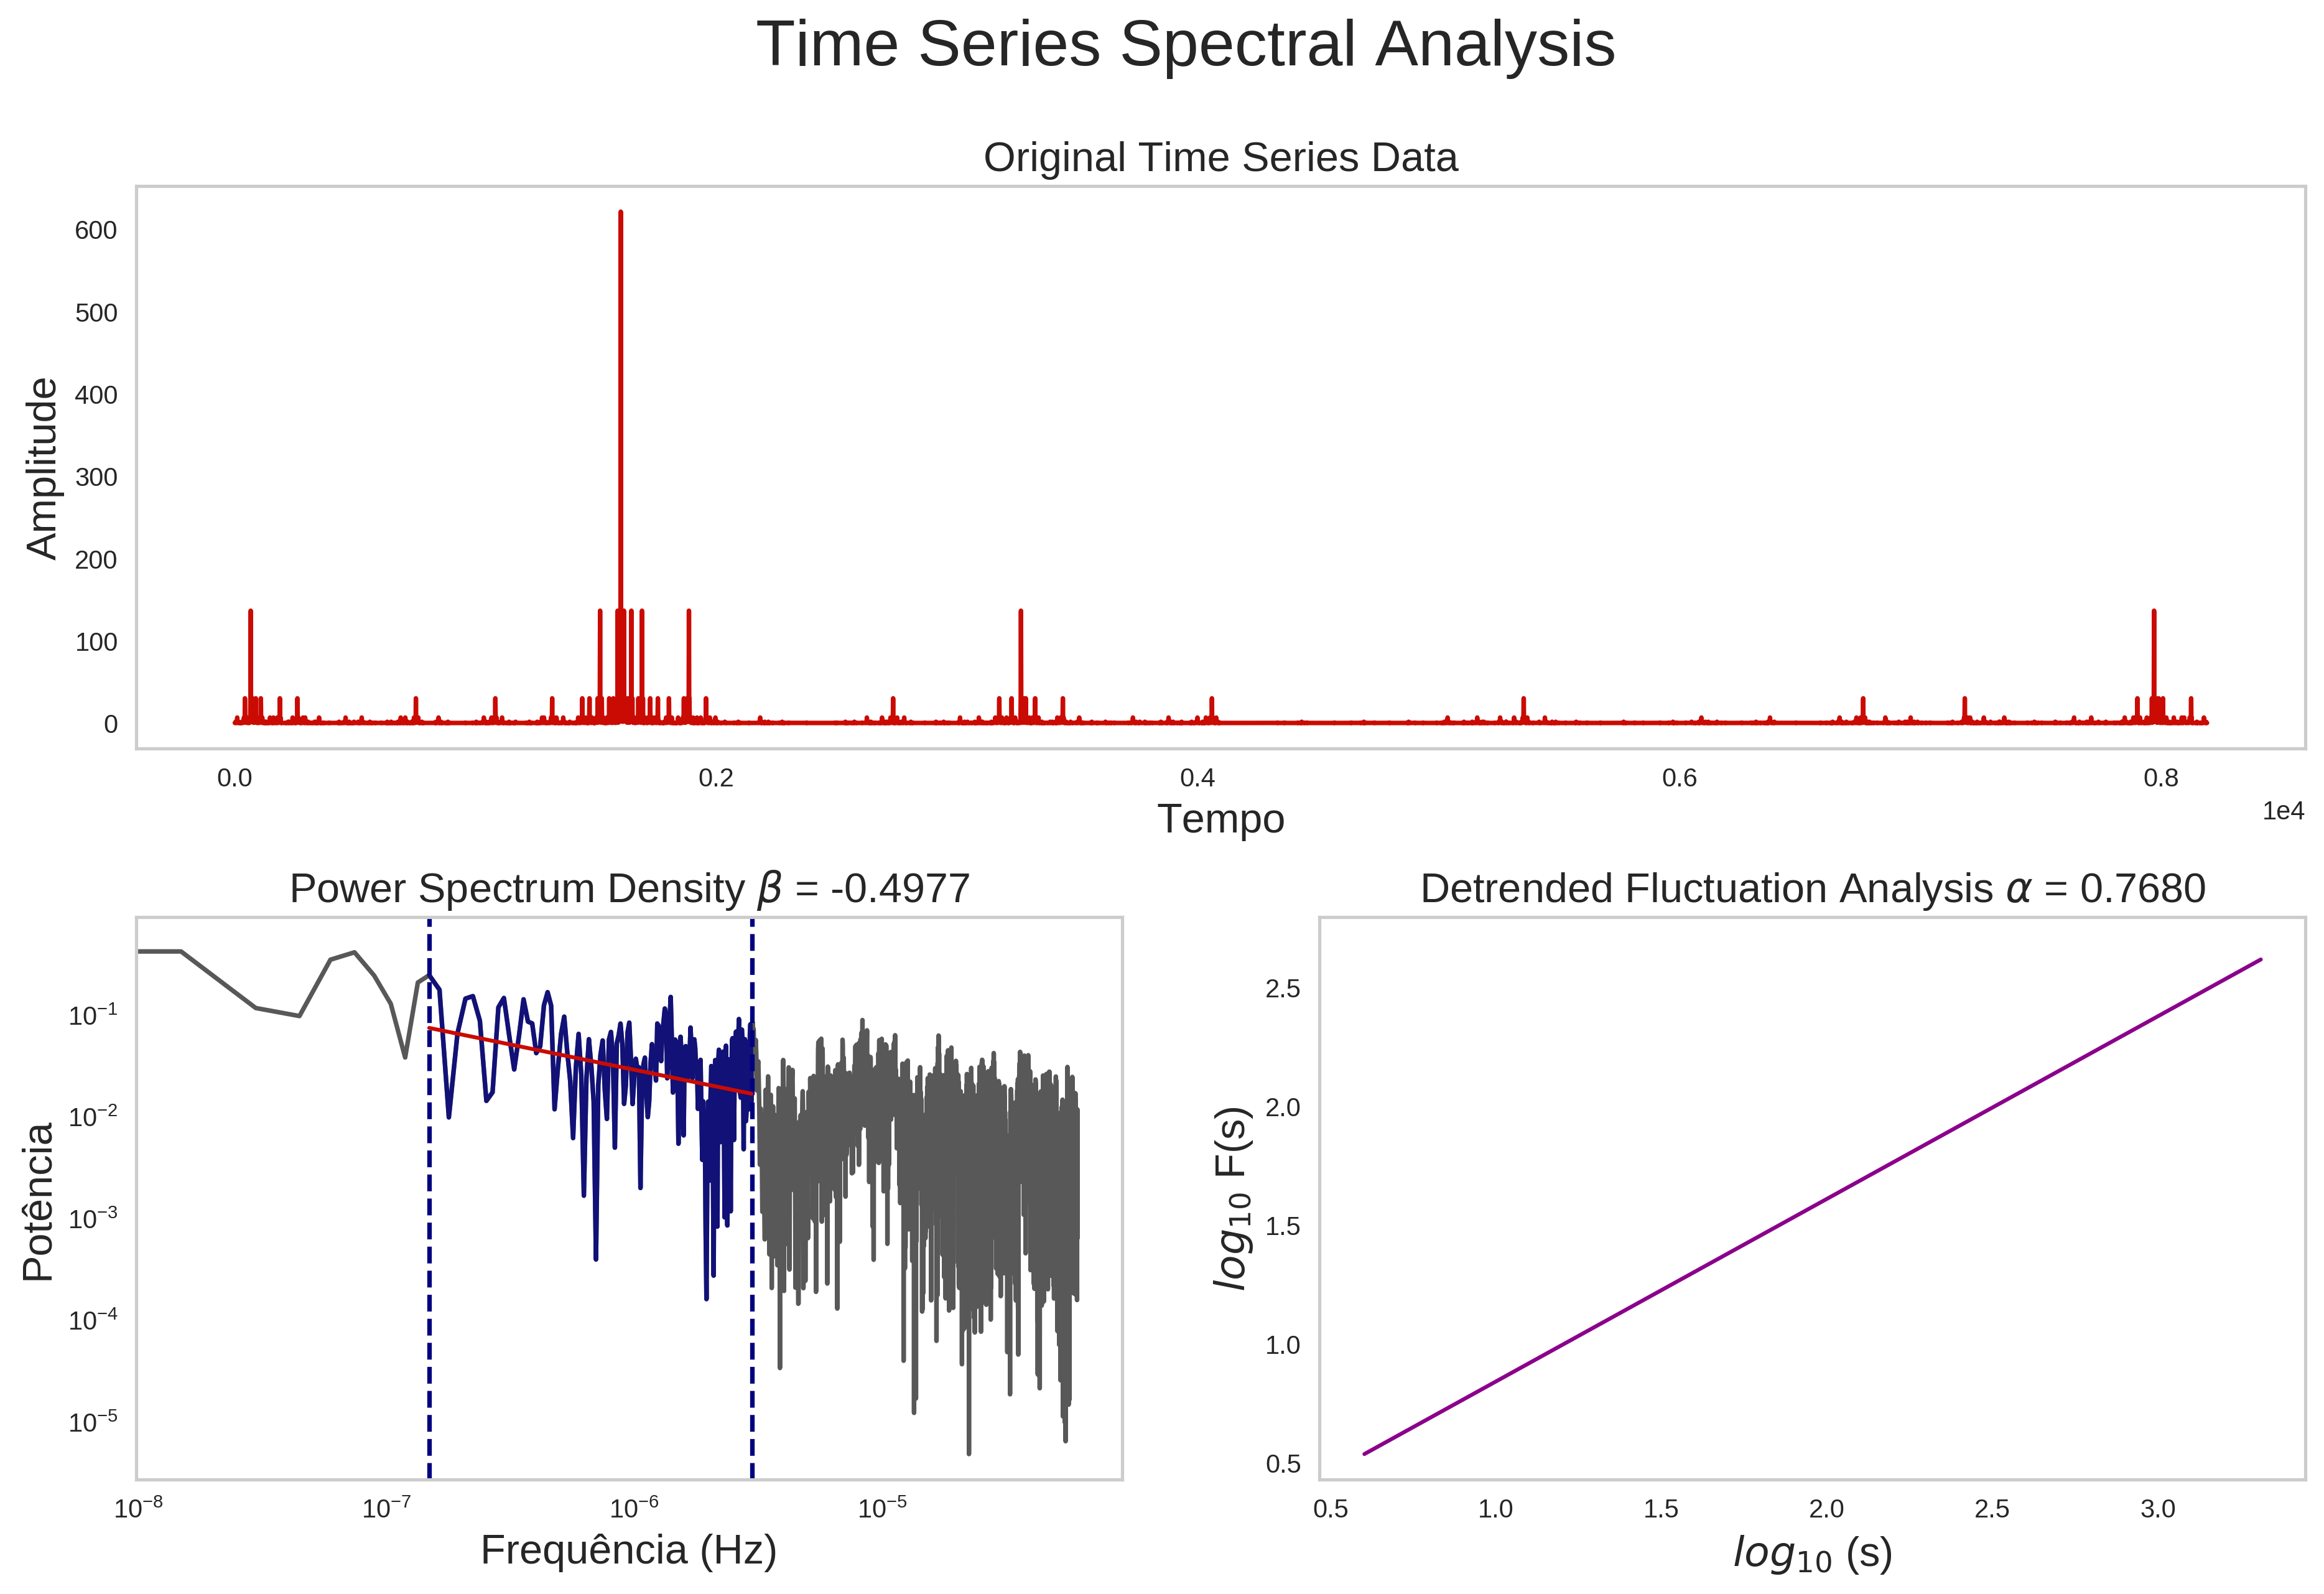 Time Series Spectral Analysis
Original Time Series Data
Amplitude
600
500
400
300
200
100
0
0.0 0.2 0.4 0.6 0.8
1e4
Tempo
Power Spectrum Density β = -0.4977
Potência
10⁻¹
10⁻²
10⁻³
10⁻⁴
10⁻⁵
10⁻⁸ 10⁻⁷ 10⁻⁶ 10⁻⁵
Frequência (Hz)
Detrended Fluctuation Analysis α = 0.7680
log₁₀ F(s)
2.5
2.0
1.5
1.0
0.5
0.5 1.0 1.5 2.0 2.5 3.0
log₁₀ (s)